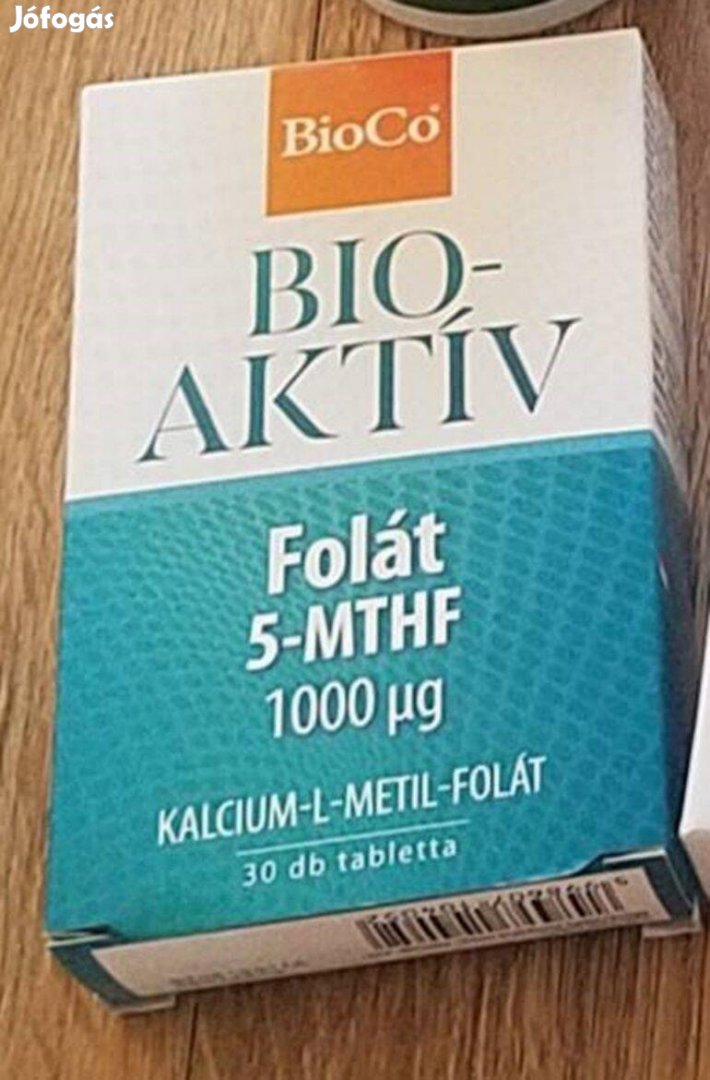 Jófogás
BioCo®
BIO-
AKTÍV
Folát
5-MTHF
1000 µg
KALCIUM-L-METIL-FOLÁT
30 db tabletta